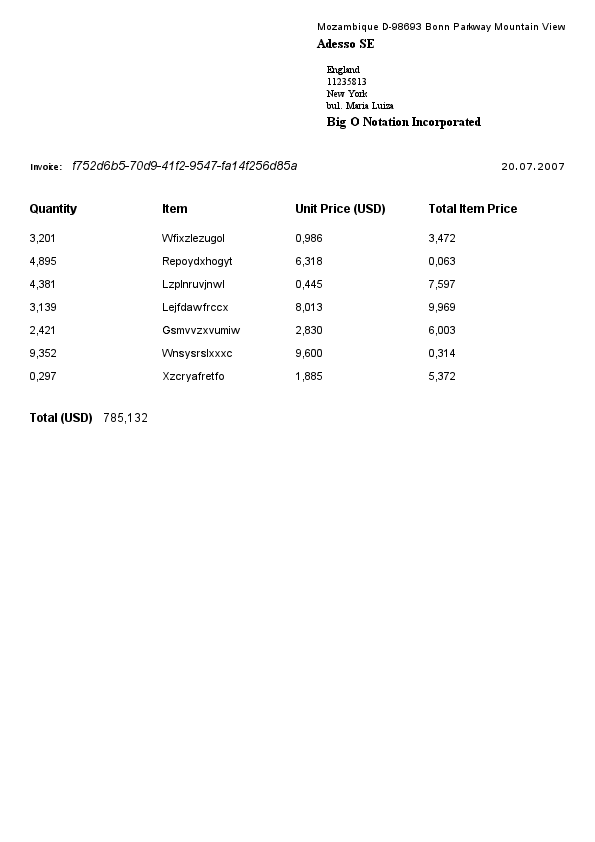 Mozambique D-98693 Bonn Parkway Mountain View
Adesso SE
England
11235813
New York
bul. Maria Luiza
Big O Notation Incorporated
Invoice: f752d6b5-70d9-41f2-9547-fa14f256d85a 20.07.2007
Quantity Item Unit Price (USD) Total Item Price
3,201 Wfixzlezugol 0,986 3,472
4,895 Repoydxhogyt 6,318 0,063
4,381 Lzplnruvjnwl 0,445 7,597
3,139 Lejfdawfrccx 8,013 9,969
2,421 Gsmvvzxvumiw 2,830 6,003
9,352 Wnsysrslxxxc 9,600 0,314
0,297 Xzcryafretfo 1,885 5,372
Total (USD) 785,132